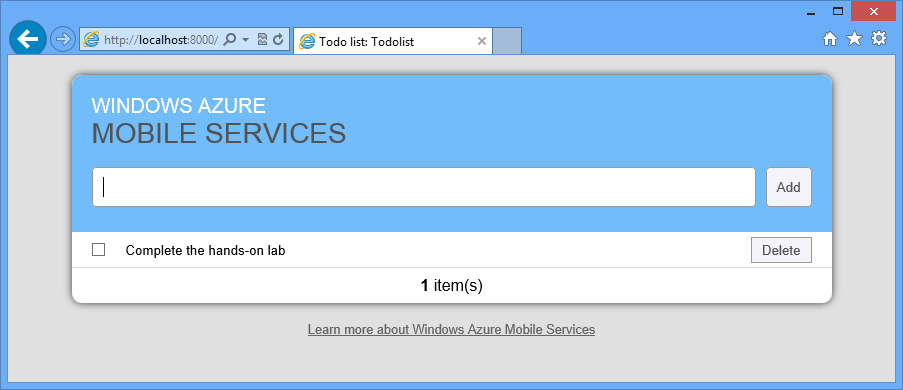 http://localhost:8000/
Todo list: Todolist
WINDOWS AZURE
MOBILE SERVICES
Add
Complete the hands-on lab
Delete
1 item(s)
Learn more about Windows Azure Mobile Services